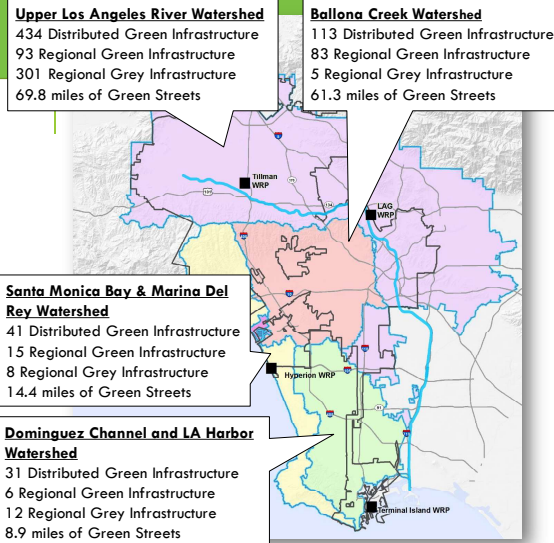 Upper Los Angeles River Watershed
434 Distributed Green Infrastructure
93 Regional Green Infrastructure
301 Regional Grey Infrastructure
69.8 miles of Green Streets
Ballona Creek Watershed
113 Distributed Green Infrastructure
83 Regional Green Infrastructure
5 Regional Grey Infrastructure
61.3 miles of Green Streets
Tillman
WRP
LAG
WRP
Santa Monica Bay & Marina Del
Rey Watershed
41 Distributed Green Infrastructure
15 Regional Green Infrastructure
8 Regional Grey Infrastructure
14.4 miles of Green Streets
Hyperion WRP
Dominguez Channel and LA Harbor
Watershed
31 Distributed Green Infrastructure
6 Regional Green Infrastructure
12 Regional Grey Infrastructure
8.9 miles of Green Streets
Terminal Island WRP